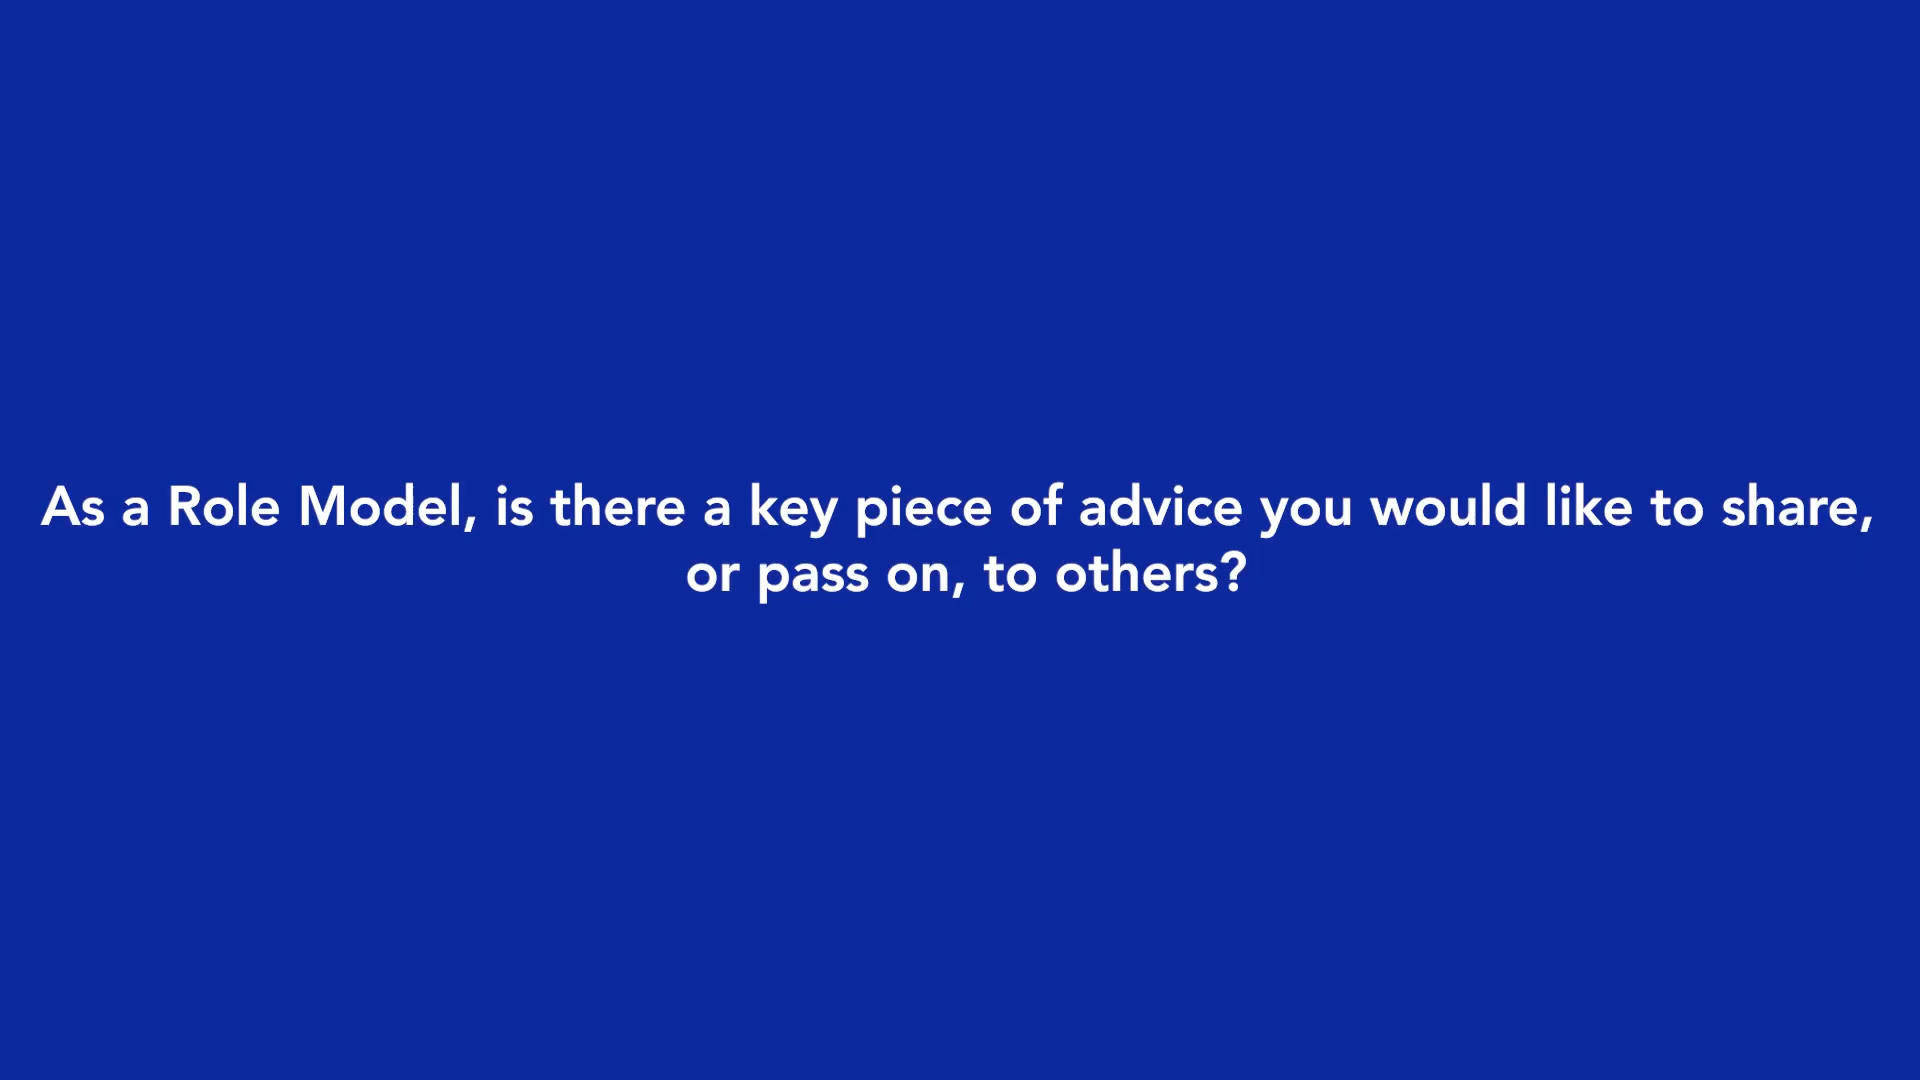 As a Role Model, is there a key piece of advice you would like to share,
or pass on, to others?